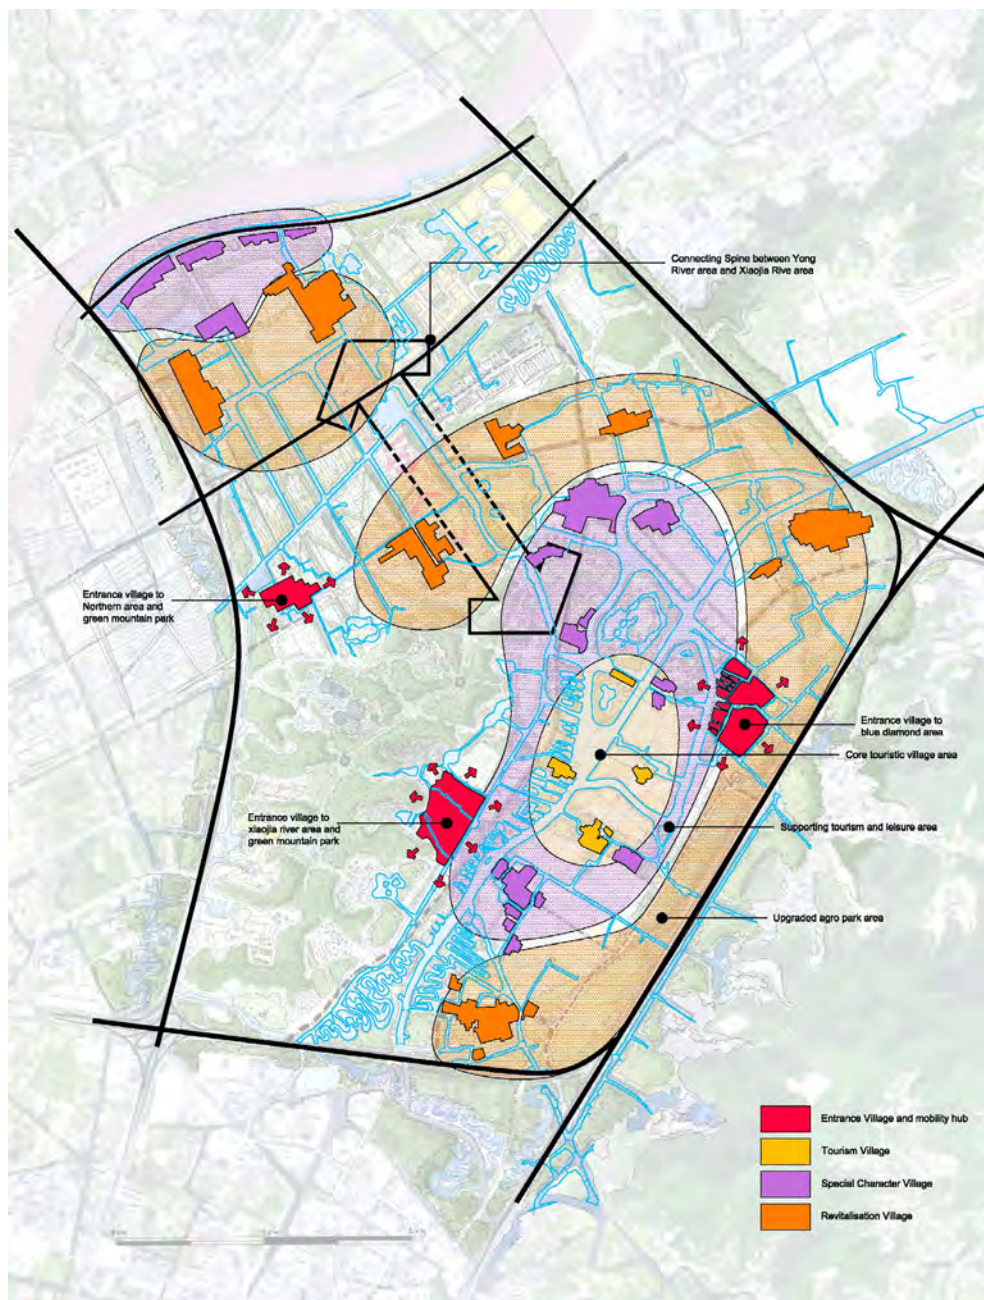 Connecting Spine between Yong
River area and Xiaojia Rive area
Entrance village to
Northern area and
green mountain park
Entrance village to
blue diamond area
Core touristic village area
Entrance village to
xiaojia river area and
green mountain park
Supporting tourism and leisure area
Upgraded agro park area
Entrance Village and mobility hub
Tourism Village
Special Character Village
Revitalisation Village